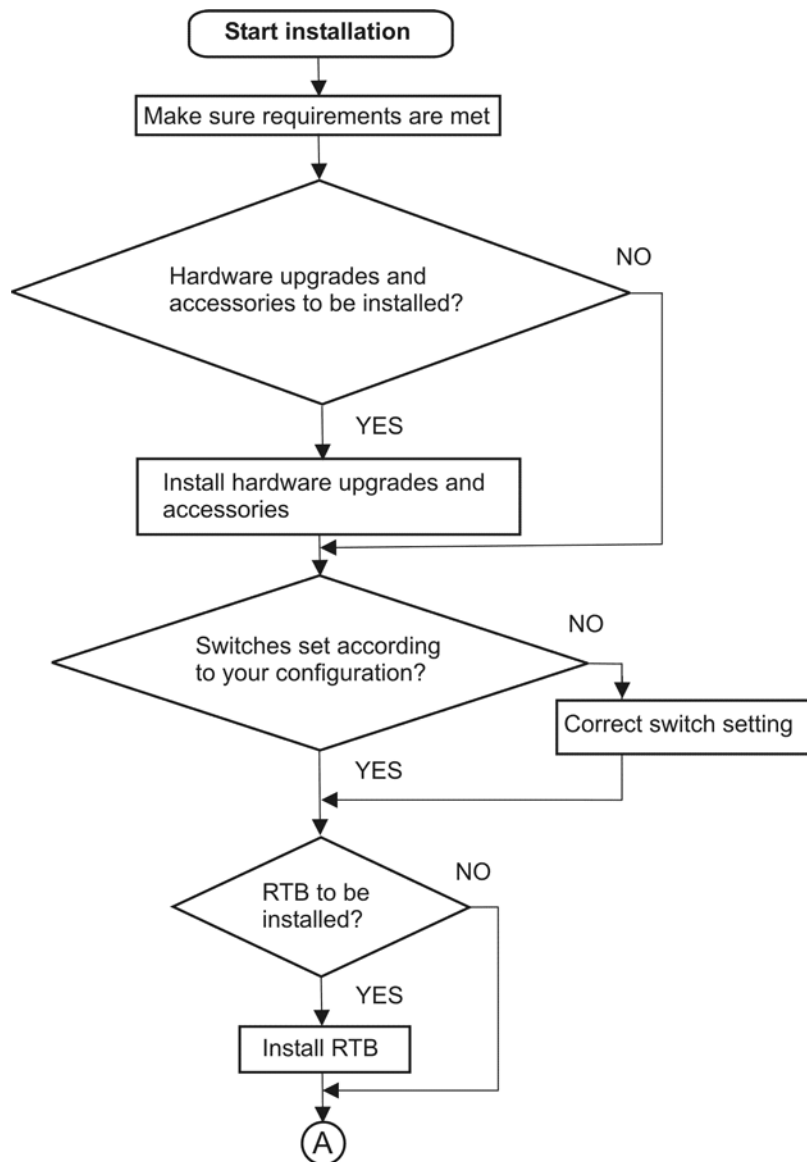 Start installation
Make sure requirements are met
Hardware upgrades and
accessories to be installed?
NO
YES
Install hardware upgrades and
accessories
Switches set according
to your configuration?
NO
Correct switch setting
YES
RTB to be
installed?
NO
YES
Install RTB
A